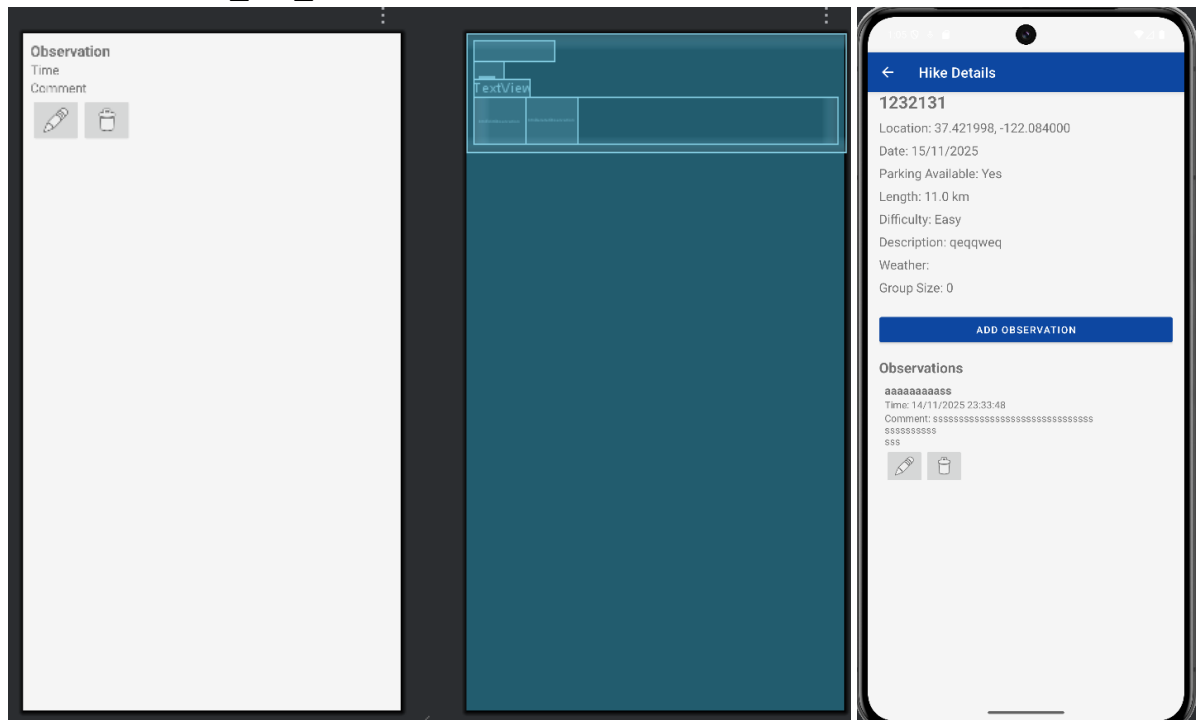 Observation
Time
Comment
TextView
Hike Details
1232131
Location: 37.421998, -122.084000
Date: 15/11/2025
Parking Available: Yes
Length: 11.0 km
Difficulty: Easy
Description: qeqqweq
Weather:
Group Size: 0
ADD OBSERVATION
Observations
aaaaaaaaass
Time: 14/11/2025 23:33:48
Comment: ssssssssssssssssssssssssssssssss
ssssssssss
sss